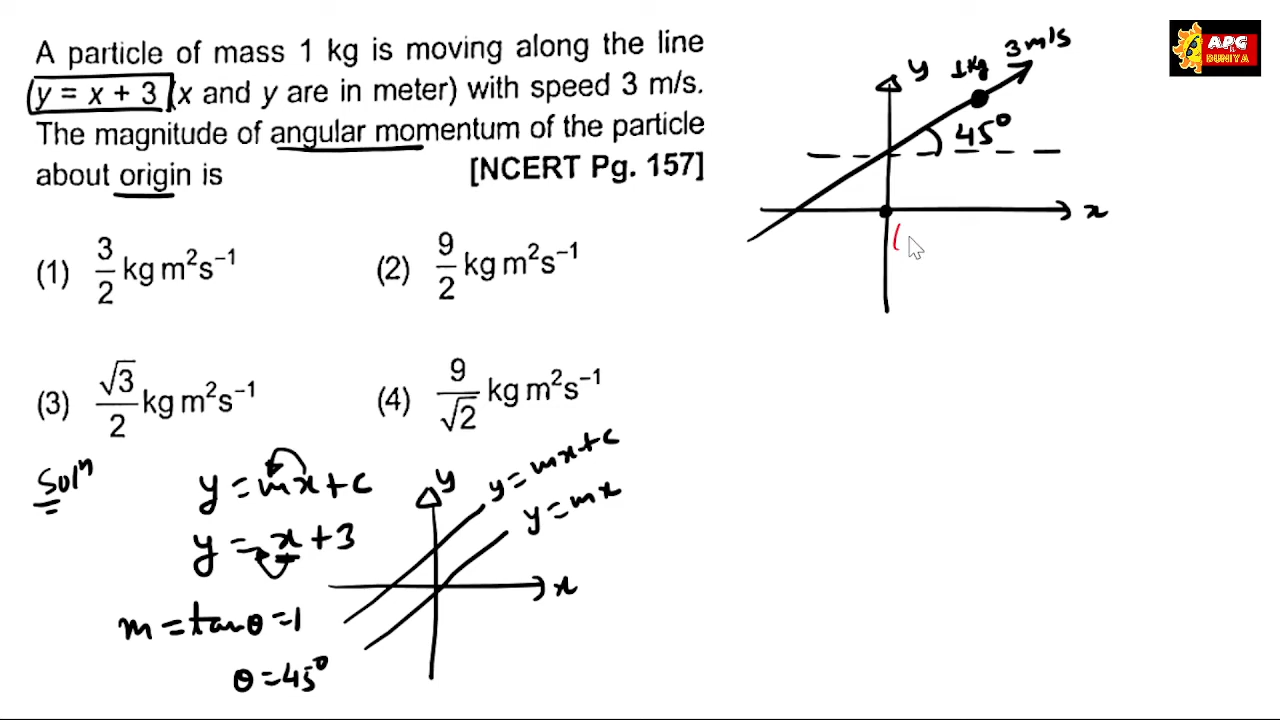 A particle of mass 1 kg is moving along the line
y = x + 3 (x and y are in meter) with speed 3 m/s.
The magnitude of angular momentum of the particle
about origin is [NCERT Pg. 157]
(1) 3/2 kg m²s⁻¹ (2) 9/2 kg m²s⁻¹
(3) √3/2 kg m²s⁻¹ (4) 9/√2 kg m²s⁻¹
Solⁿ
y = mx + c
y = x + 3
m = tanθ = 1
θ = 45°
y
y = mx + c
y = mx
x
y
1kg
3 m/s
45°
x
(
APG
DUNIYA